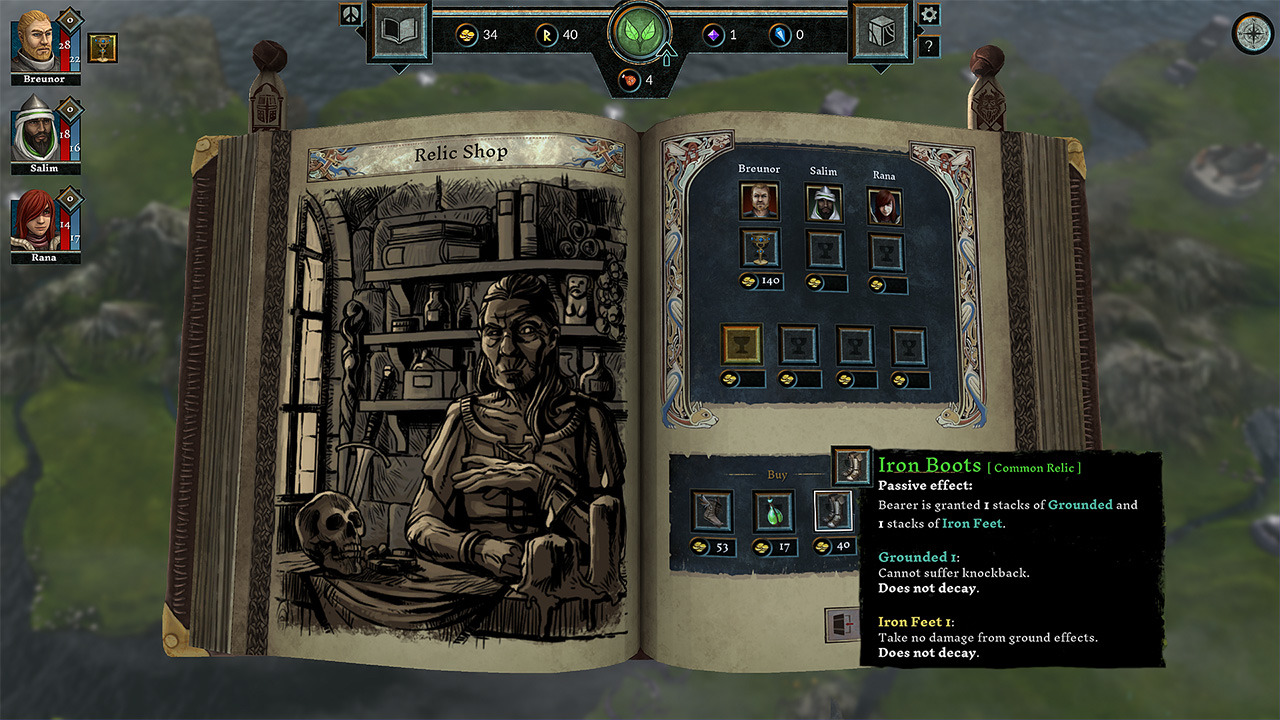 34
40
1
0
?
4
0
28
22
Breunor
0
18
16
Salim
0
14
17
Rana
Relic Shop
Breunor
Salim
Rana
140
Buy
53
17
40
Iron Boots [ Common Relic ]
Passive effect:
Bearer is granted 1 stacks of Grounded and
1 stacks of Iron Feet.
Grounded 1:
Cannot suffer knockback.
Does not decay.
Iron Feet 1:
Take no damage from ground effects.
Does not decay.